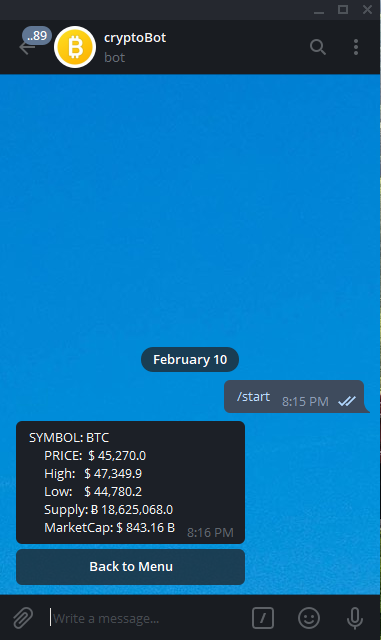 ..89
cryptoBot
bot
February 10
/start 8:15 PM
SYMBOL: BTC
PRICE: $ 45,270.0
High: $ 47,349.9
Low: $ 44,780.2
Supply: Ƀ 18,625,068.0
MarketCap: $ 843.16 B 8:16 PM
Back to Menu
Write a message...